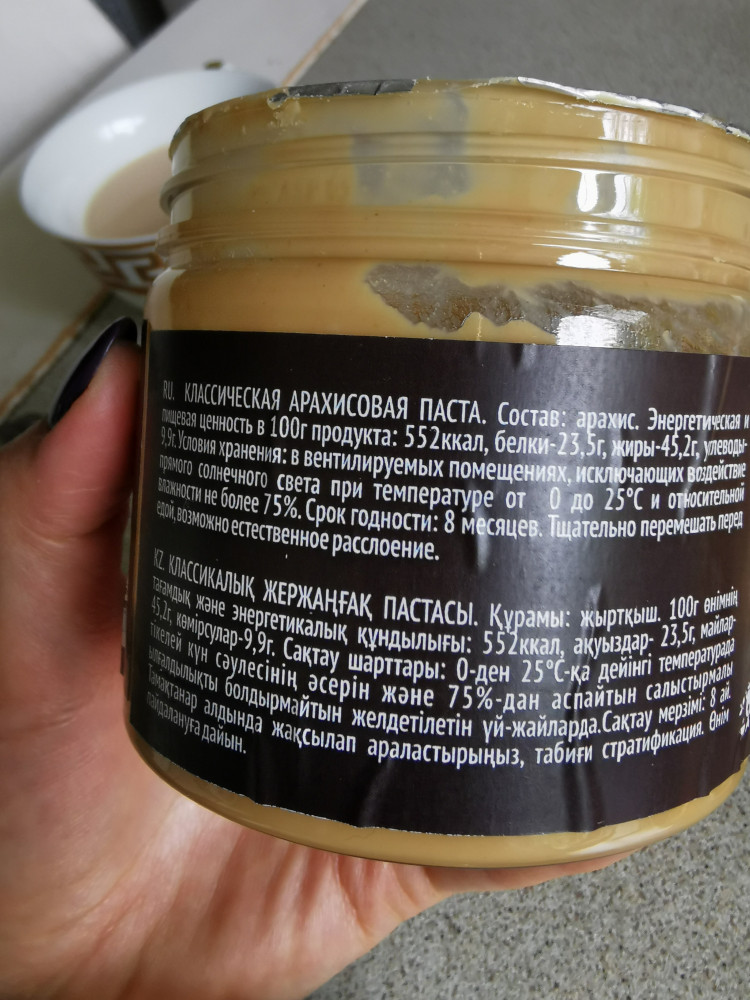 RU. КЛАССИЧЕСКАЯ АРАХИСОВАЯ ПАСТА. Состав: арахис. Энергетическая и
пищевая ценность в 100г продукта: 552ккал, белки-23,5г, жиры-45,2г, углеводы-
9,9г. Условия хранения: в вентилируемых помещениях, исключающих воздействие
прямого солнечного света при температуре от 0 до 25°С и относительной
влажности не более 75%. Срок годности: 8 месяцев. Тщательно перемешать перед
едой, возможно естественное расслоение.
KZ. КЛАССИКАЛЫҚ ЖЕРЖАҢҒАҚ ПАСТАСЫ. Құрамы: жыртқыш. 100г өнімнің
тағамдық және энергетикалық құндылығы: 552ккал, ақуыздар- 23,5г, майлар-
45,2г, көмірсулар-9,9г. Сақтау шарттары: 0-ден 25°С-қа дейінгі температурада
тікелей күн сәулесінің әсерін және 75%-дан аспайтын салыстырмалы
ылғалдылықты болдырмайтын желдетілетін үй-жайларда.Сақтау мерзімі: 8 ай.
Тамақтанар алдында жақсылап араластырыңыз, табиғи стратификация. Өнім
пайдалануға дайын.